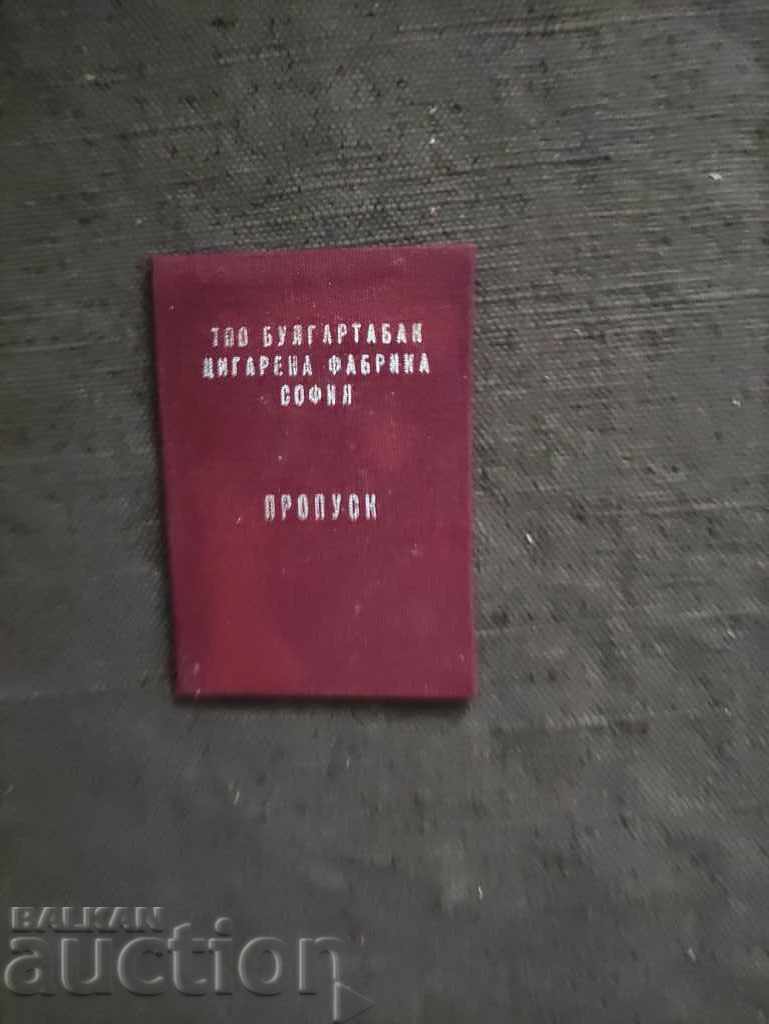 ТПО БУЛГАРТАБАК
ЦИГАРЕНА ФАБРИКА
СОФИЯ
ПРОПУСК
BALKAN
auction